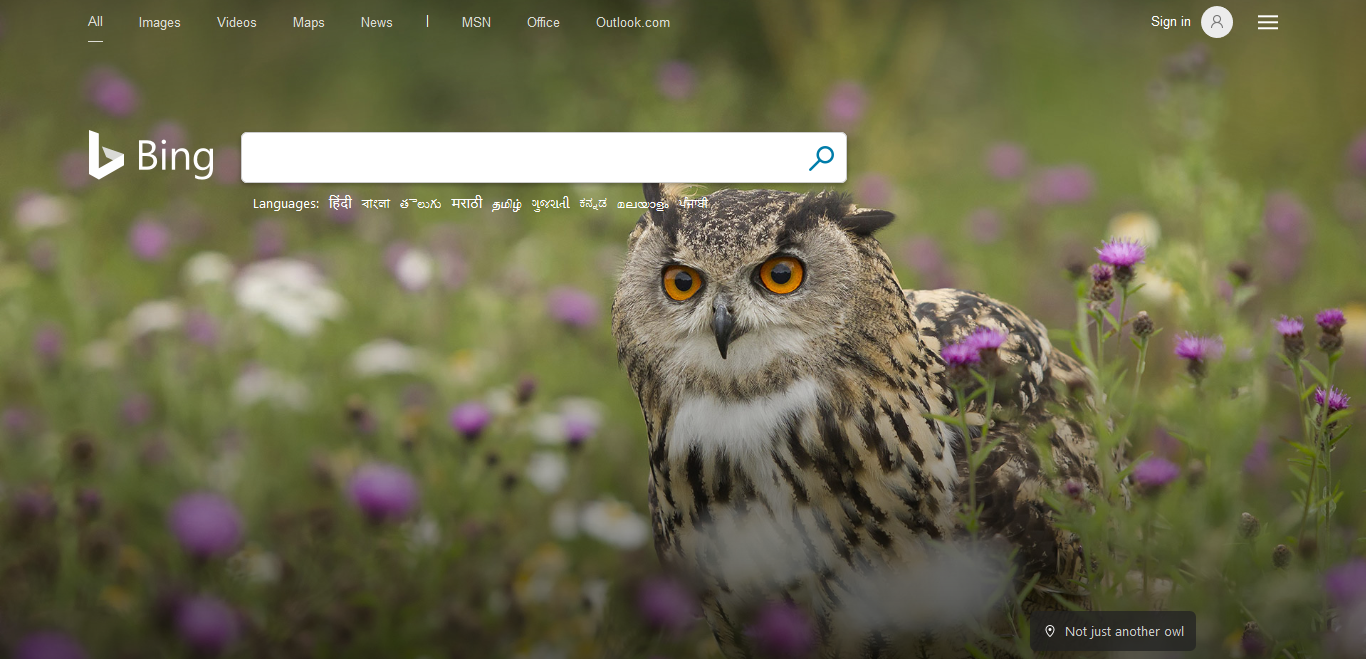 All Images Videos Maps News | MSN Office Outlook.com Sign in
Bing
Languages: हिंदी বাংলা తెలుగు मराठी தமிழ் ગુજરાતી ಕನ್ನಡ മലയാളം ਪੰਜਾਬੀ
Not just another owl